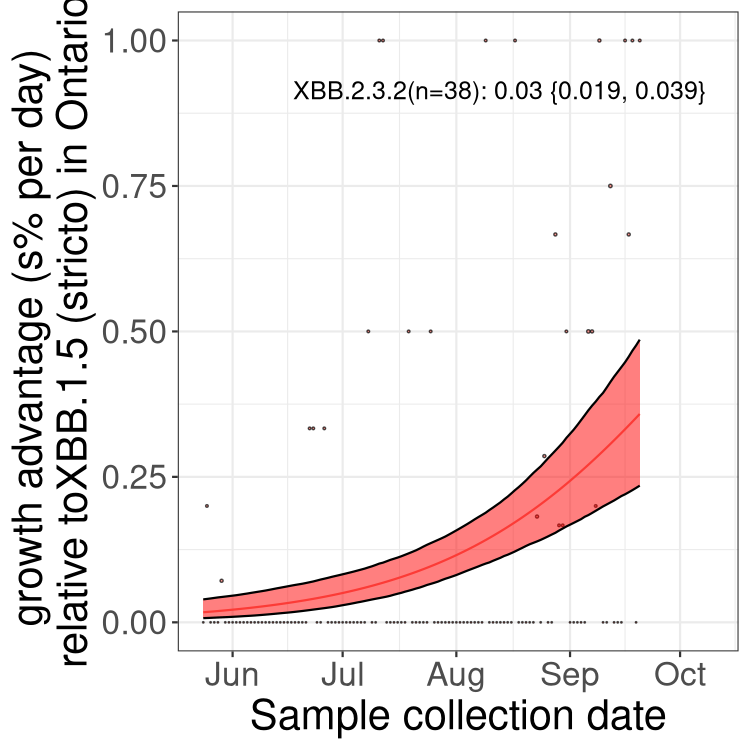 growth advantage (s% per day)
relative toXBB.1.5 (stricto) in Ontario
1.00
0.75
0.50
0.25
0.00
XBB.2.3.2(n=38): 0.03 {0.019, 0.039}
Jun Jul Aug Sep Oct
Sample collection date